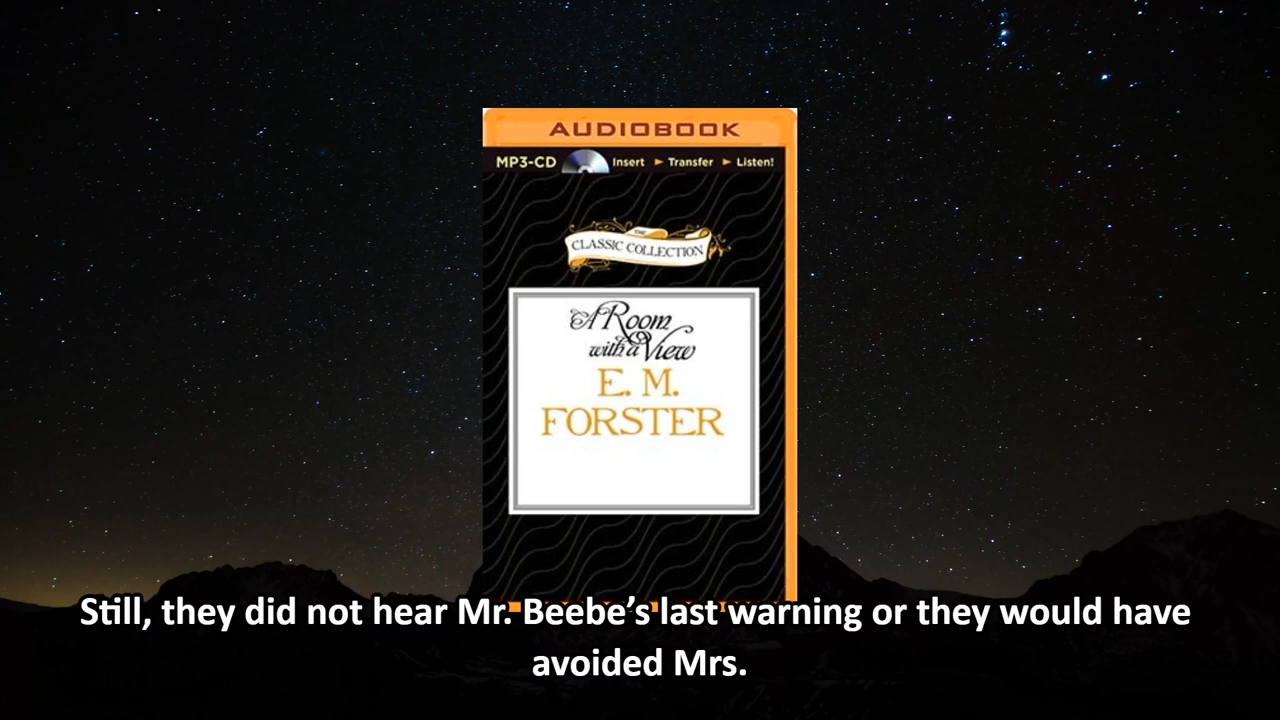 AUDIOBOOK
MP3-CD Insert ► Transfer ► Listen!
THE
CLASSIC COLLECTION
A Room
with a View
E. M.
FORSTER
Still, they did not hear Mr. Beebe’s last warning or they would have
avoided Mrs.